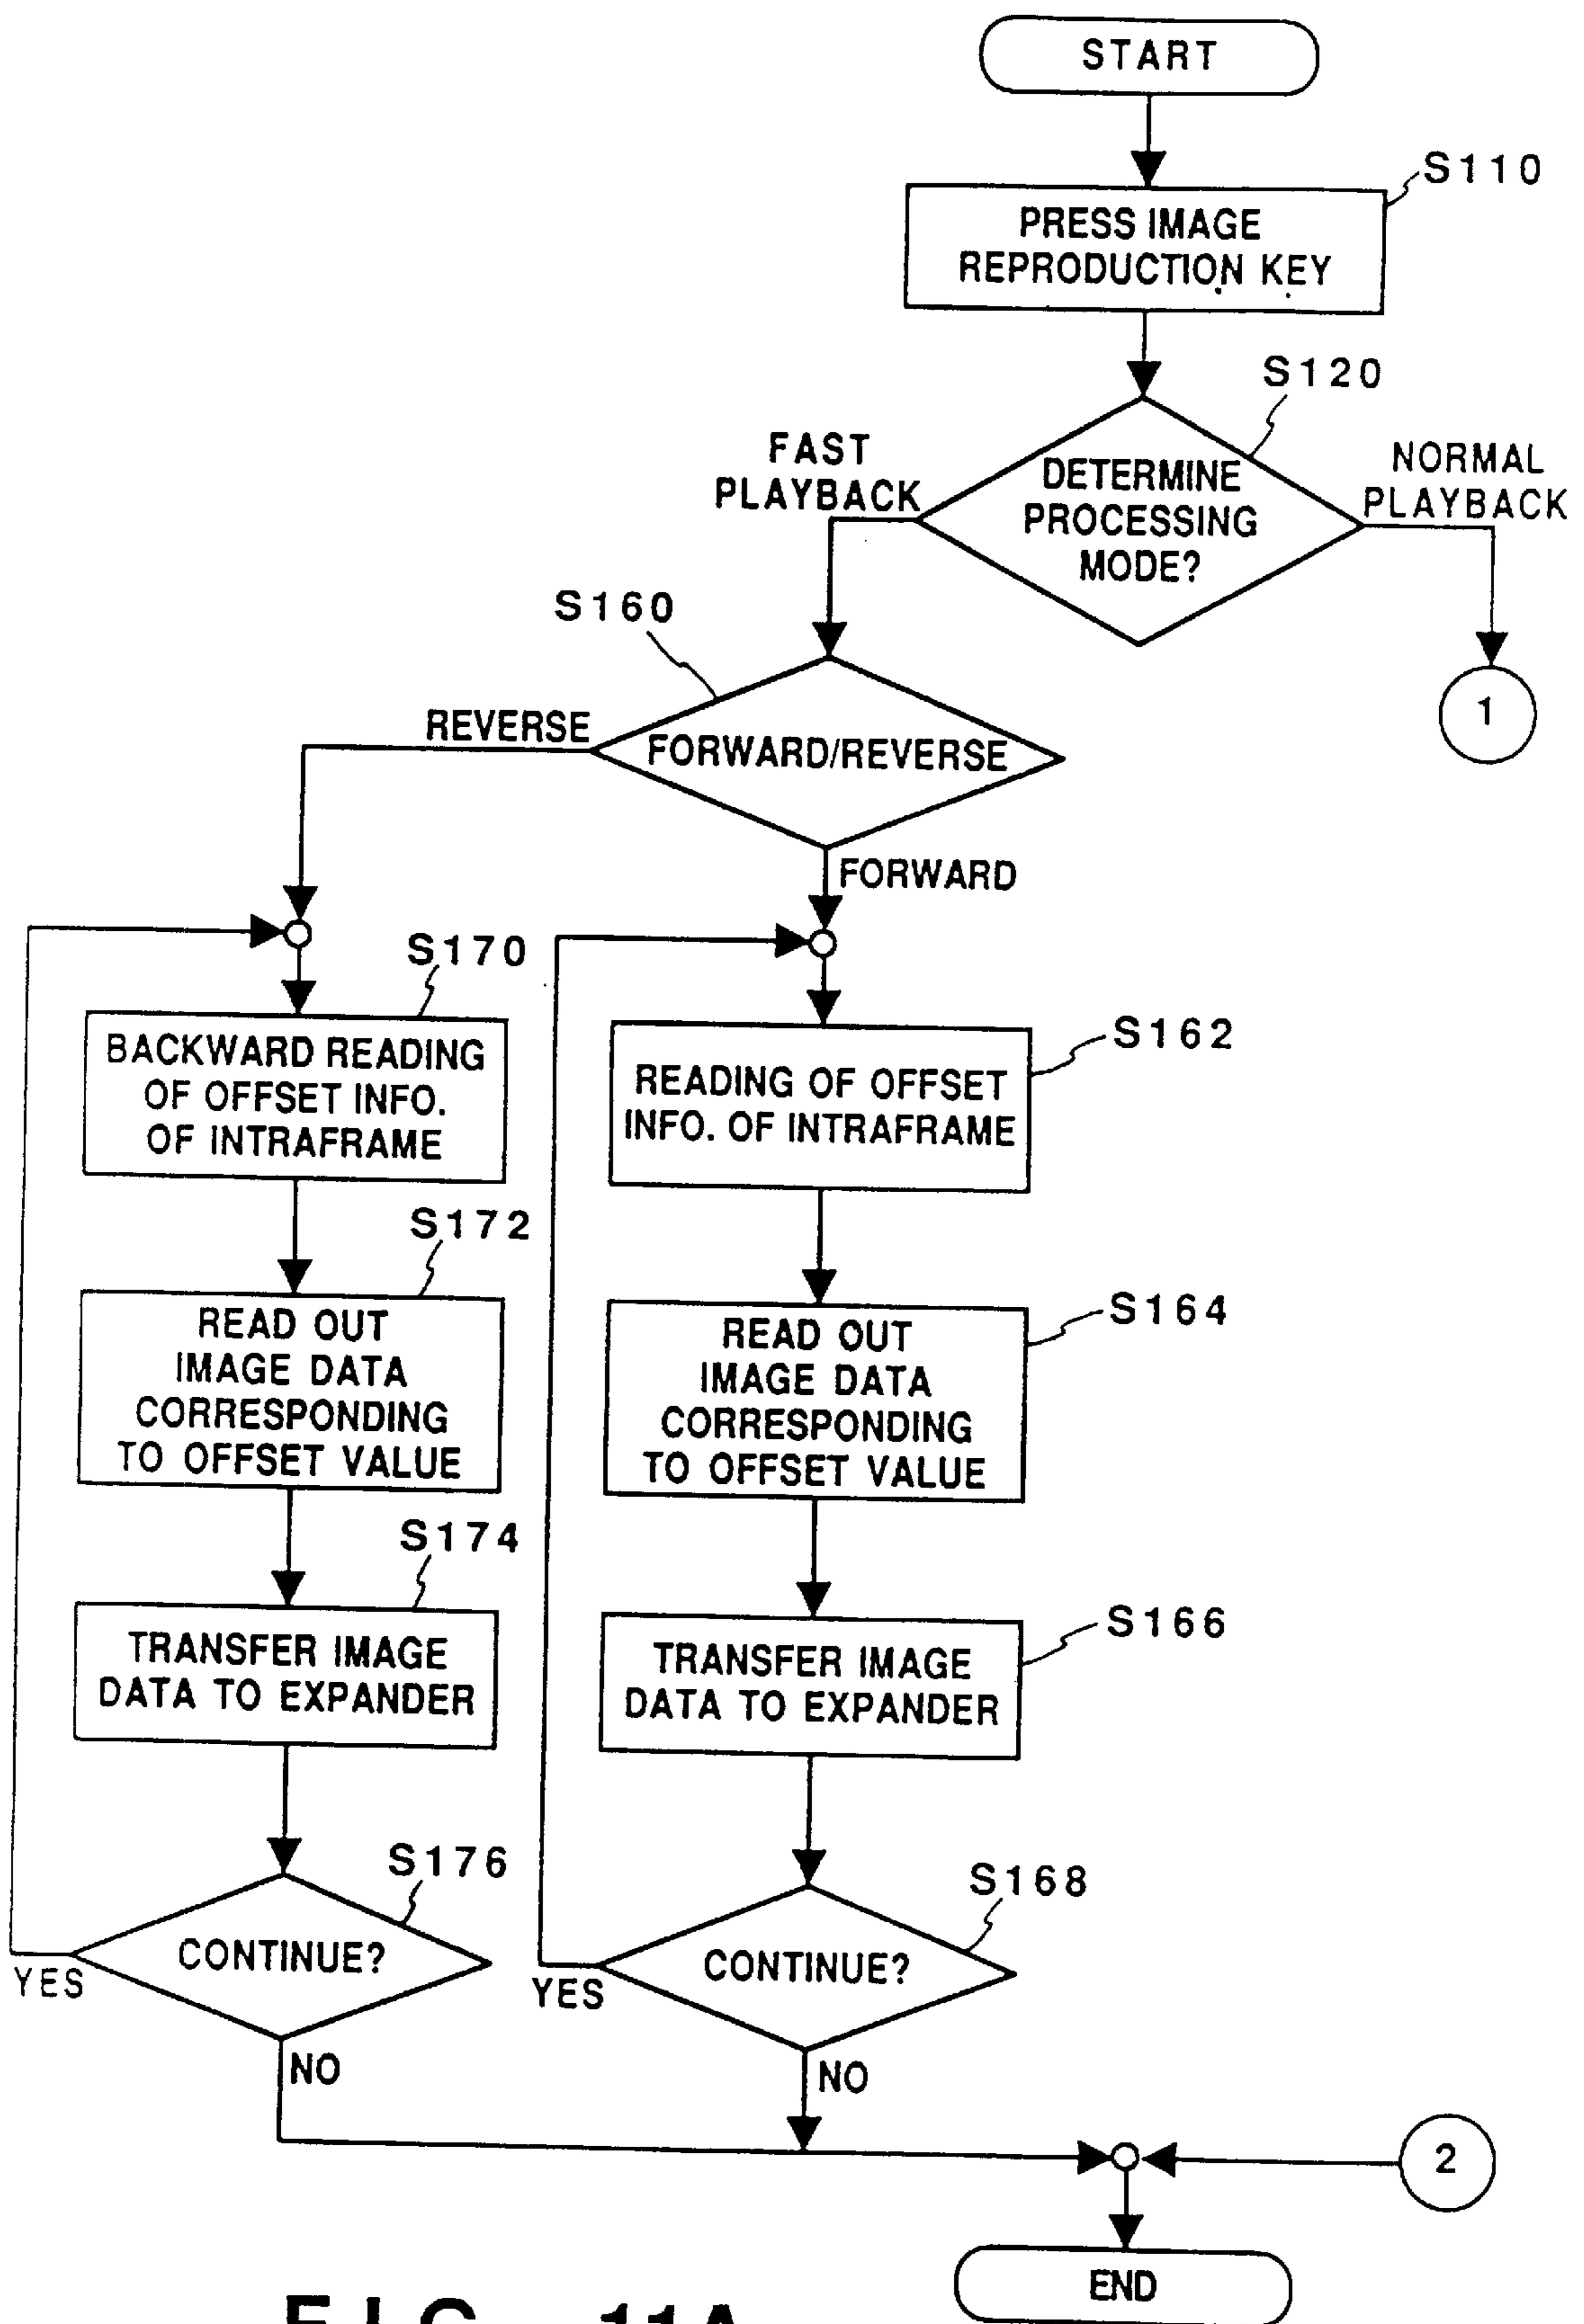 START
S110
PRESS IMAGE
REPRODUCTION KEY
S120
FAST
PLAYBACK
DETERMINE
PROCESSING
MODE?
NORMAL
PLAYBACK
1
S160
REVERSE
FORWARD/REVERSE
FORWARD
S170
BACKWARD READING
OF OFFSET INFO.
OF INTRAFRAME
S162
READING OF OFFSET
INFO. OF INTRAFRAME
S172
READ OUT
IMAGE DATA
CORRESPONDING
TO OFFSET VALUE
S164
READ OUT
IMAGE DATA
CORRESPONDING
TO OFFSET VALUE
S174
TRANSFER IMAGE
DATA TO EXPANDER
S166
TRANSFER IMAGE
DATA TO EXPANDER
S176
CONTINUE?
YES
NO
S168
CONTINUE?
YES
NO
2
END
FIG. 11A